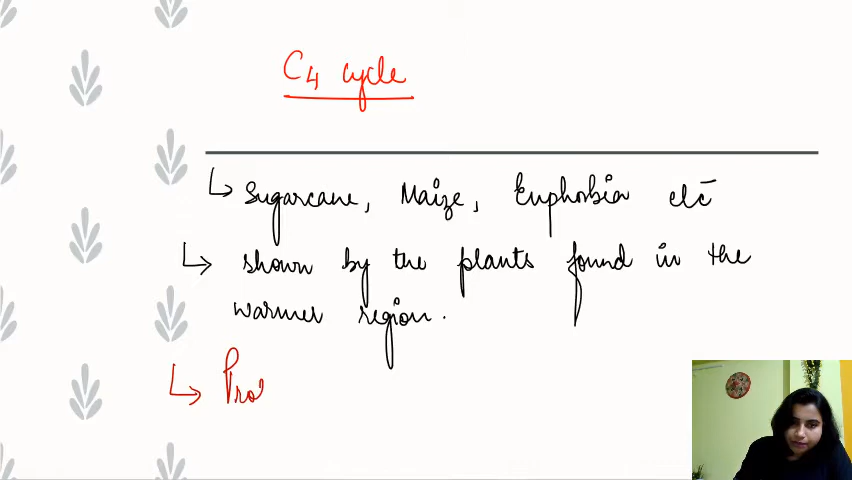 C4 cycle
Sugarcane, Maize, Euphorbia etc
shown by the plants found in the
warmer region.
Pro